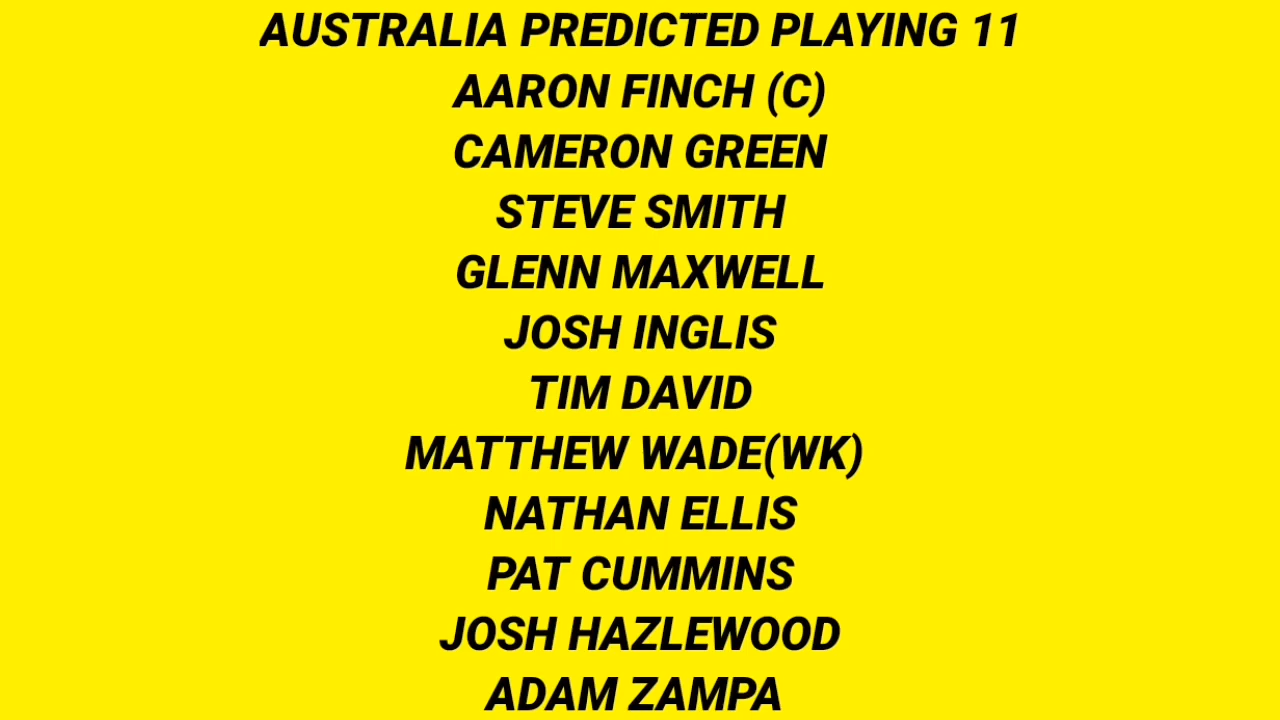 AUSTRALIA PREDICTED PLAYING 11
AARON FINCH (C)
CAMERON GREEN
STEVE SMITH
GLENN MAXWELL
JOSH INGLIS
TIM DAVID
MATTHEW WADE(WK)
NATHAN ELLIS
PAT CUMMINS
JOSH HAZLEWOOD
ADAM ZAMPA